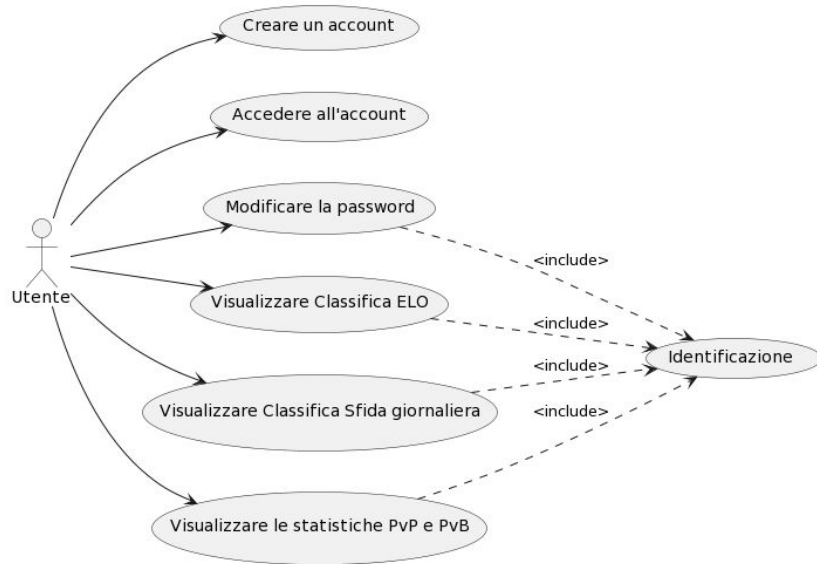 Creare un account
Accedere all'account
Modificare la password
<include>
Visualizzare Classifica ELO
Utente
<include>
Identificazione
<include>
Visualizzare Classifica Sfida giornaliera
<include>
Visualizzare le statistiche PvP e PvB